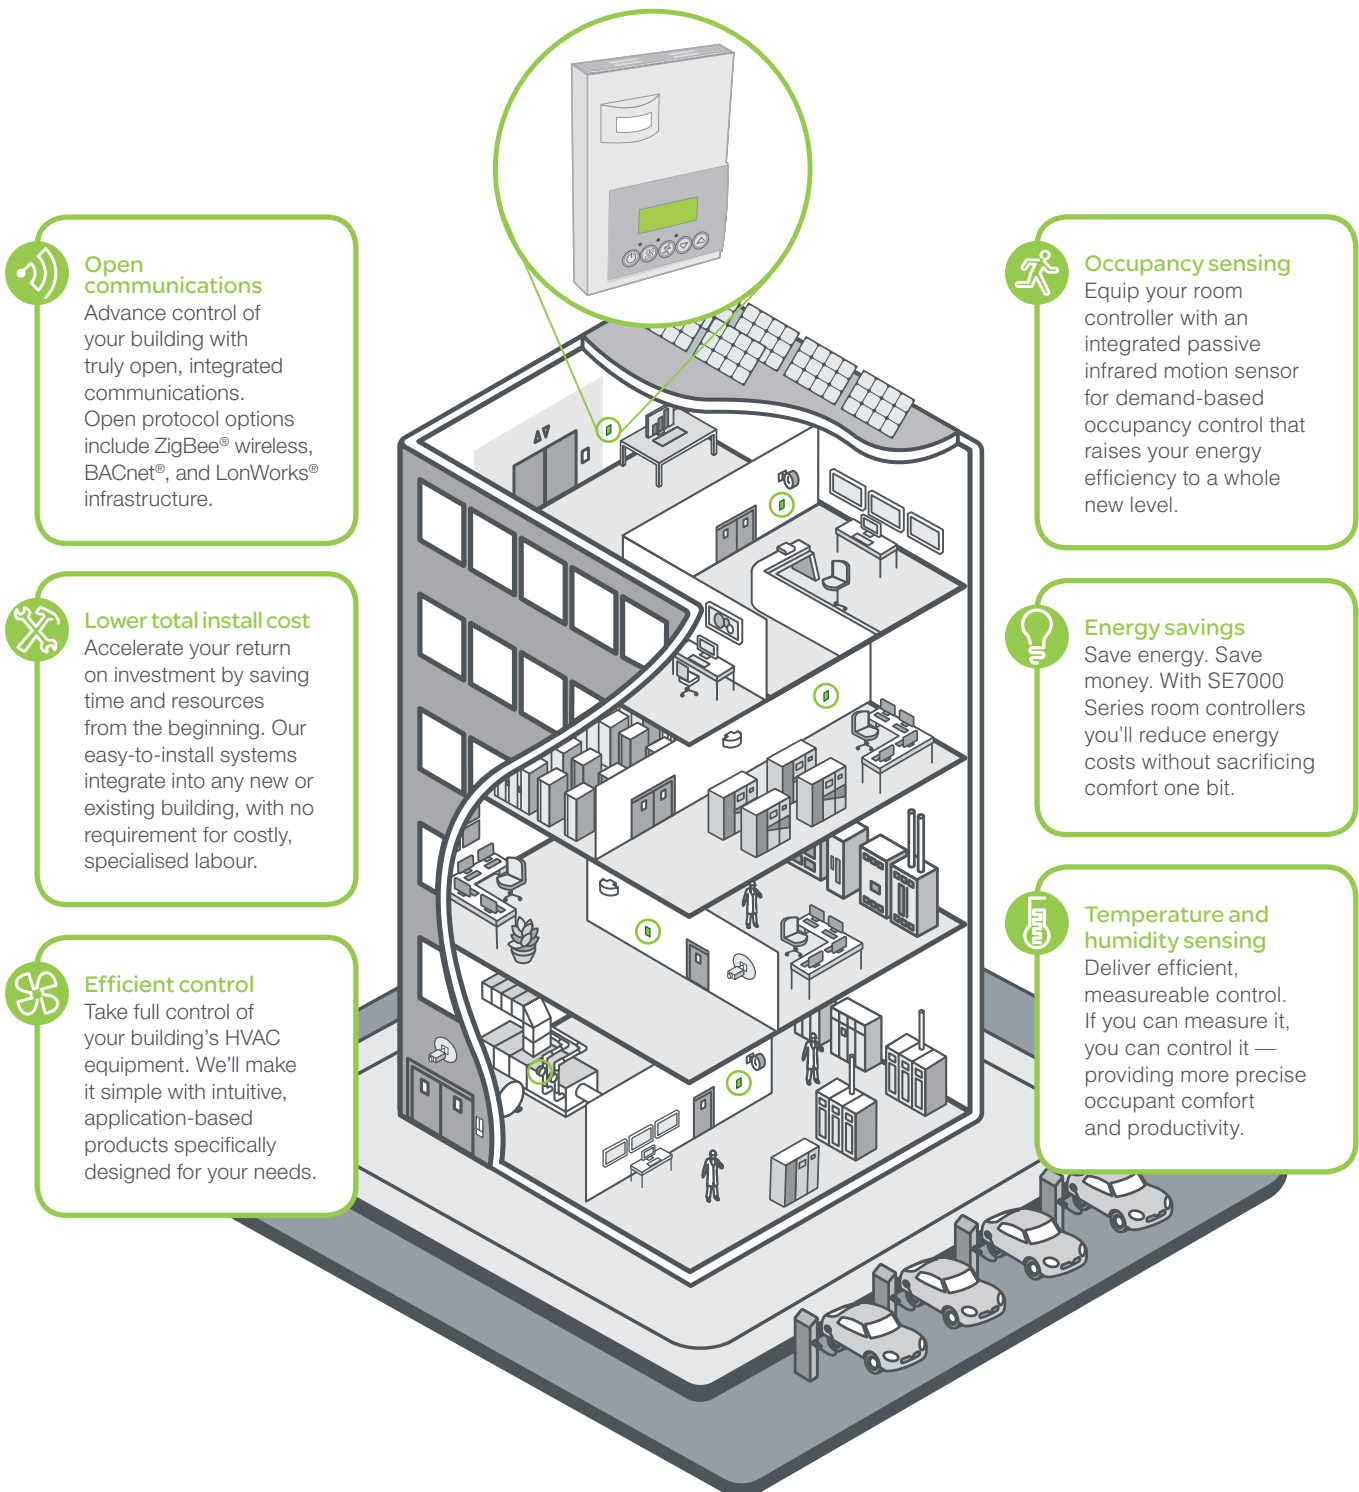 Open
communications
Advance control of
your building with
truly open, integrated
communications.
Open protocol options
include ZigBee® wireless,
BACnet®, and LonWorks®
infrastructure.
Lower total install cost
Accelerate your return
on investment by saving
time and resources
from the beginning. Our
easy-to-install systems
integrate into any new or
existing building, with no
requirement for costly,
specialised labour.
Efficient control
Take full control of
your building's HVAC
equipment. We'll make
it simple with intuitive,
application-based
products specifically
designed for your needs.
Occupancy sensing
Equip your room
controller with an
integrated passive
infrared motion sensor
for demand-based
occupancy control that
raises your energy
efficiency to a whole
new level.
Energy savings
Save energy. Save
money. With SE7000
Series room controllers
you'll reduce energy
costs without sacrificing
comfort one bit.
Temperature and
humidity sensing
Deliver efficient,
measureable control.
If you can measure it,
you can control it —
providing more precise
occupant comfort
and productivity.